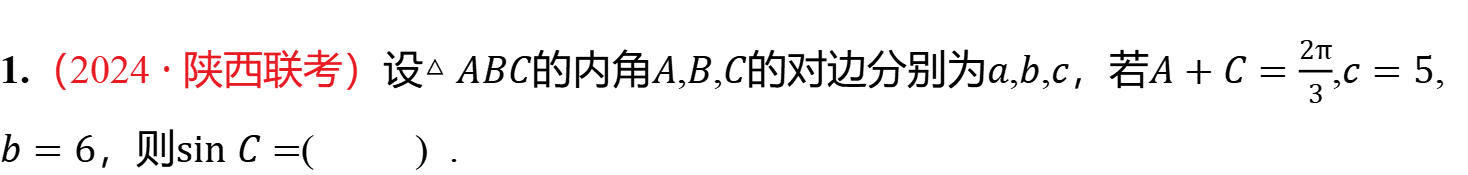 1.（2024 · 陕西联考）设△ ABC的内角A,B,C的对边分别为a,b,c，若A + C = \frac{2π}{3},c = 5,
b = 6，则sin C =(  ) .